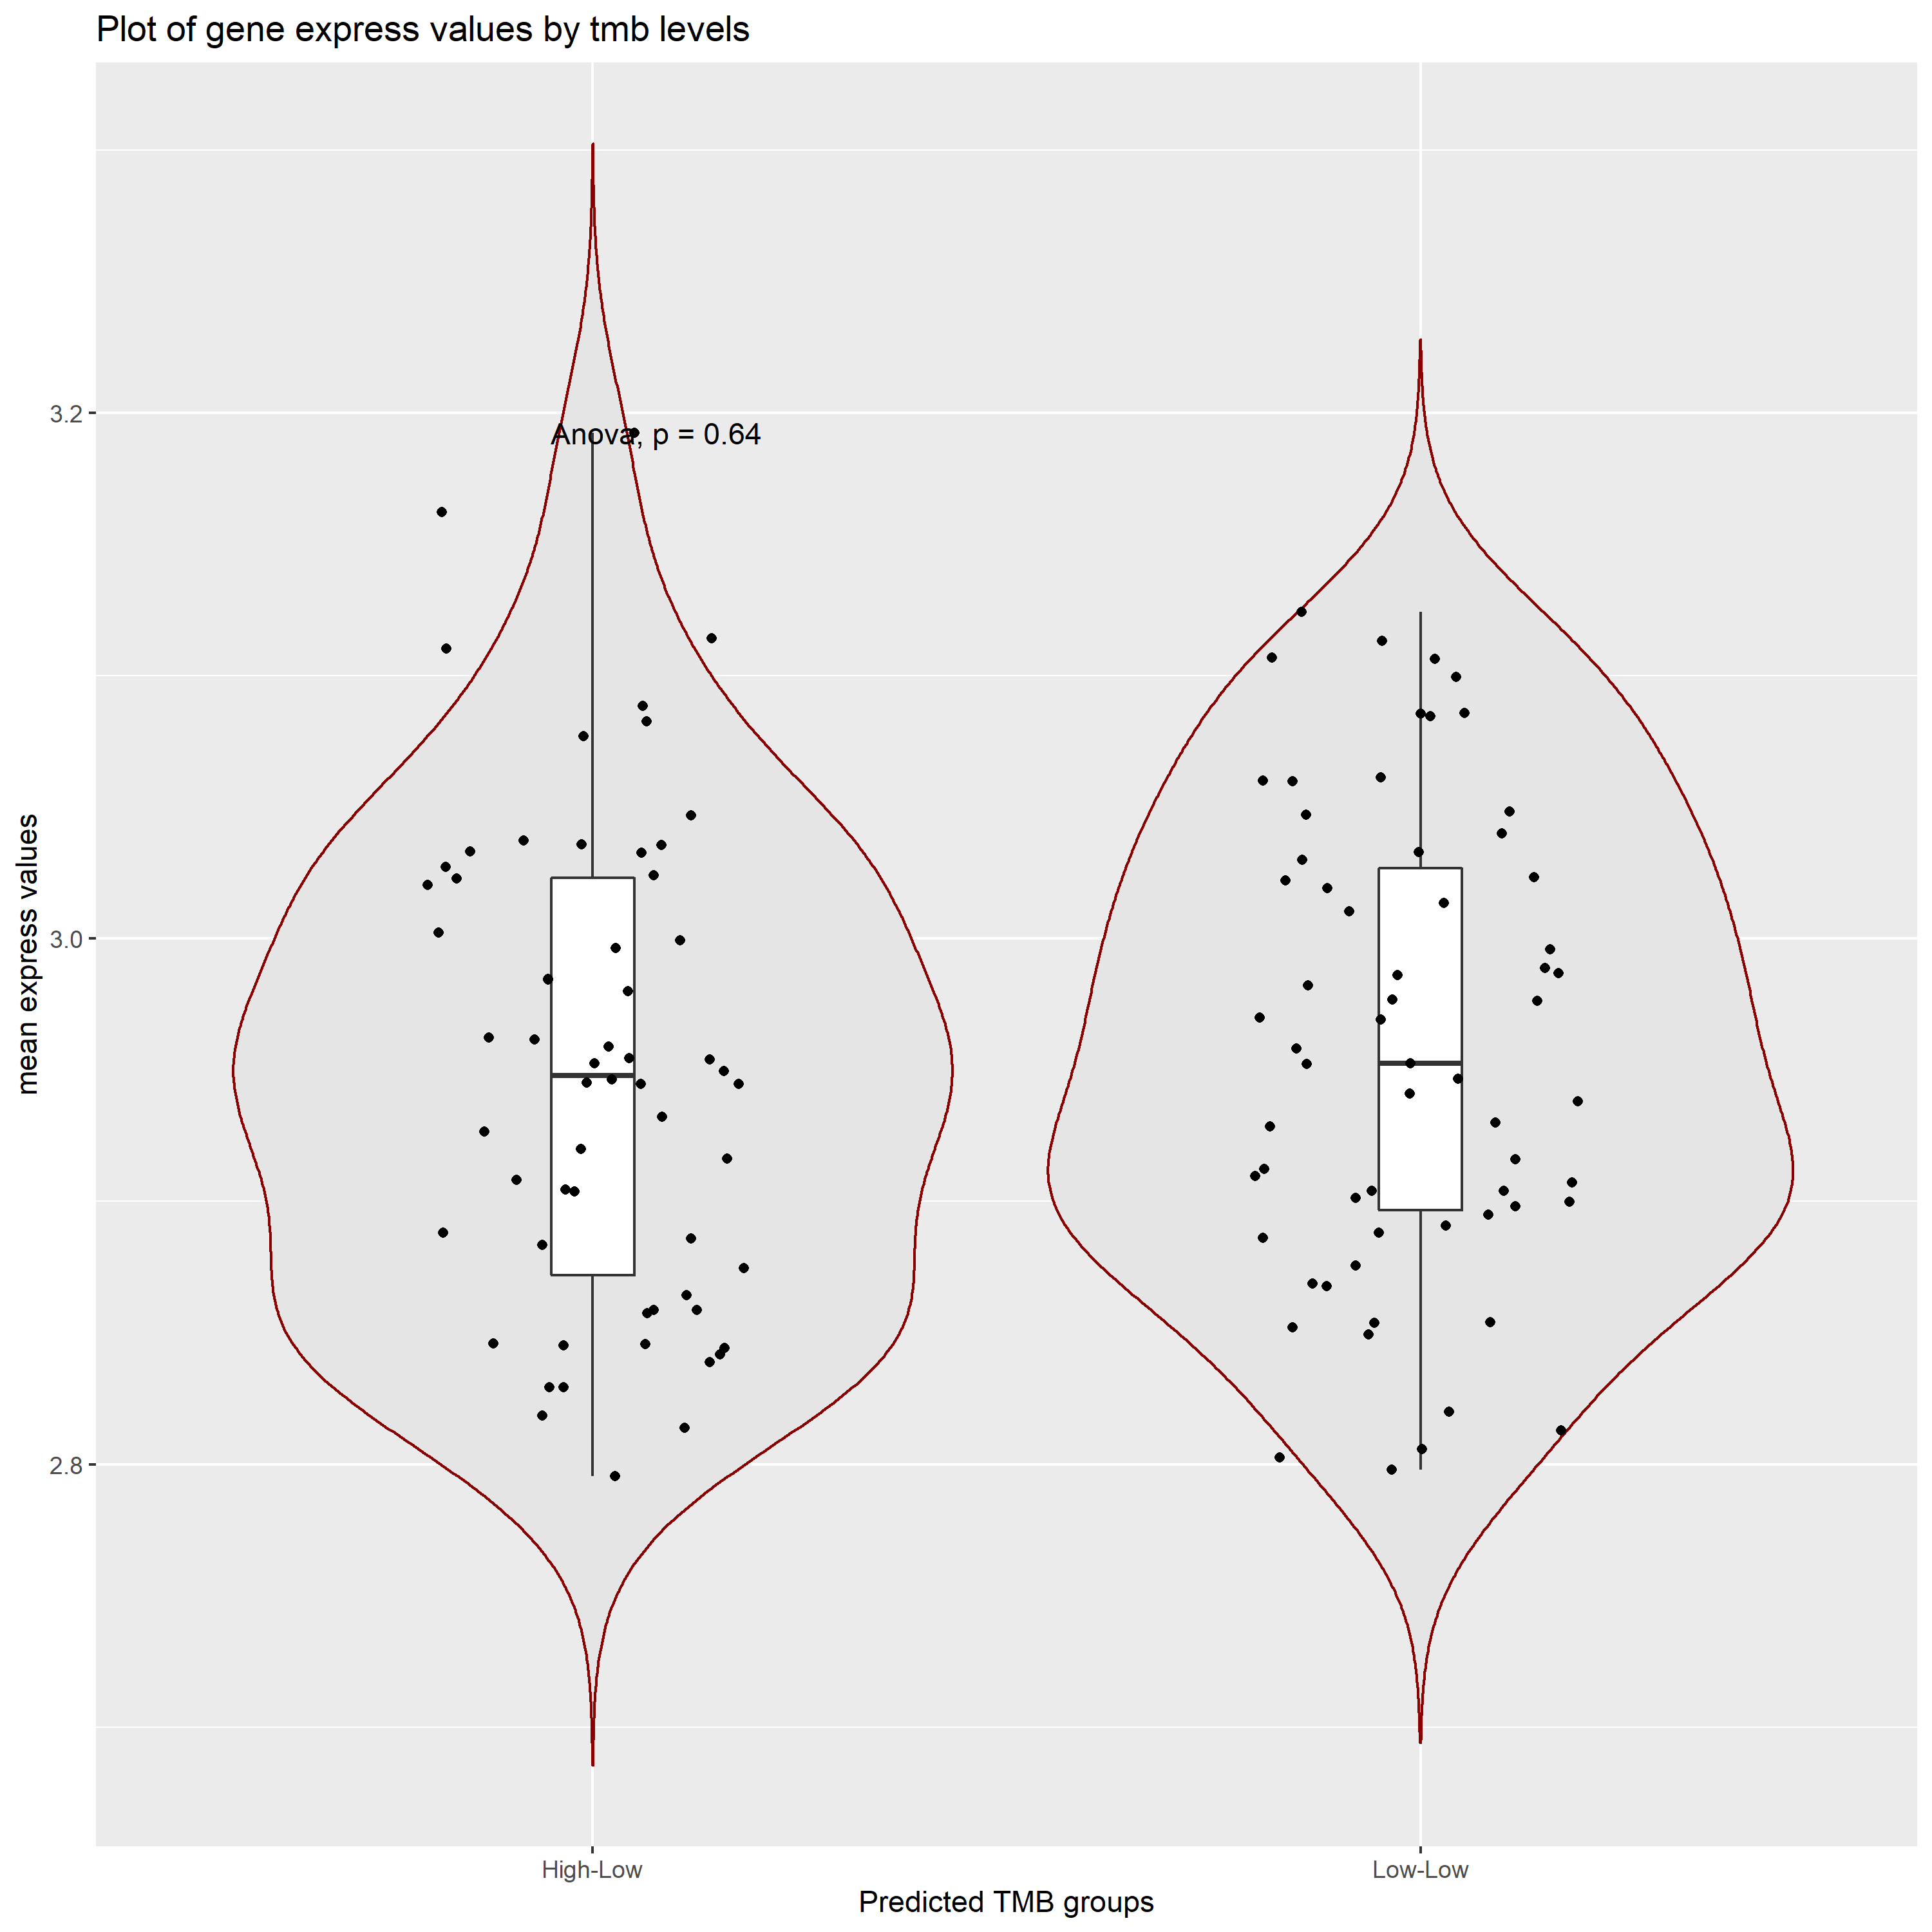 Plot of gene express values by tmb levels
mean express values
3.2
3.0
2.8
Anova, p = 0.64
High-Low
Low-Low
Predicted TMB groups